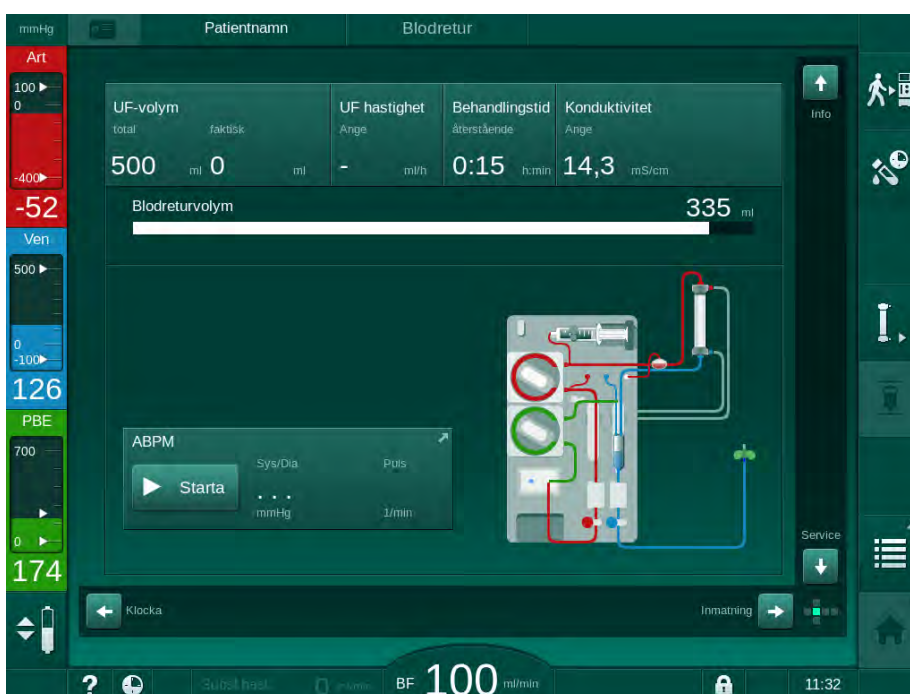 mmHg Patientnamn Blodretur
Art
100
0
-400
-52
Ven
500
0
-100
126
PBE
700
0
174
UF-volym UF hastighet Behandlingstid Konduktivitet
total faktisk Ange återstående Ange
500 ml 0 ml - ml/h 0:15 h:min 14,3 mS/cm
Blodreturvolym 335 ml
ABPM
Sys/Dia Puls
Starta ...
mmHg 1/min
Info
Service
Klocka Inmatning
? BF 100 ml/min 11:32